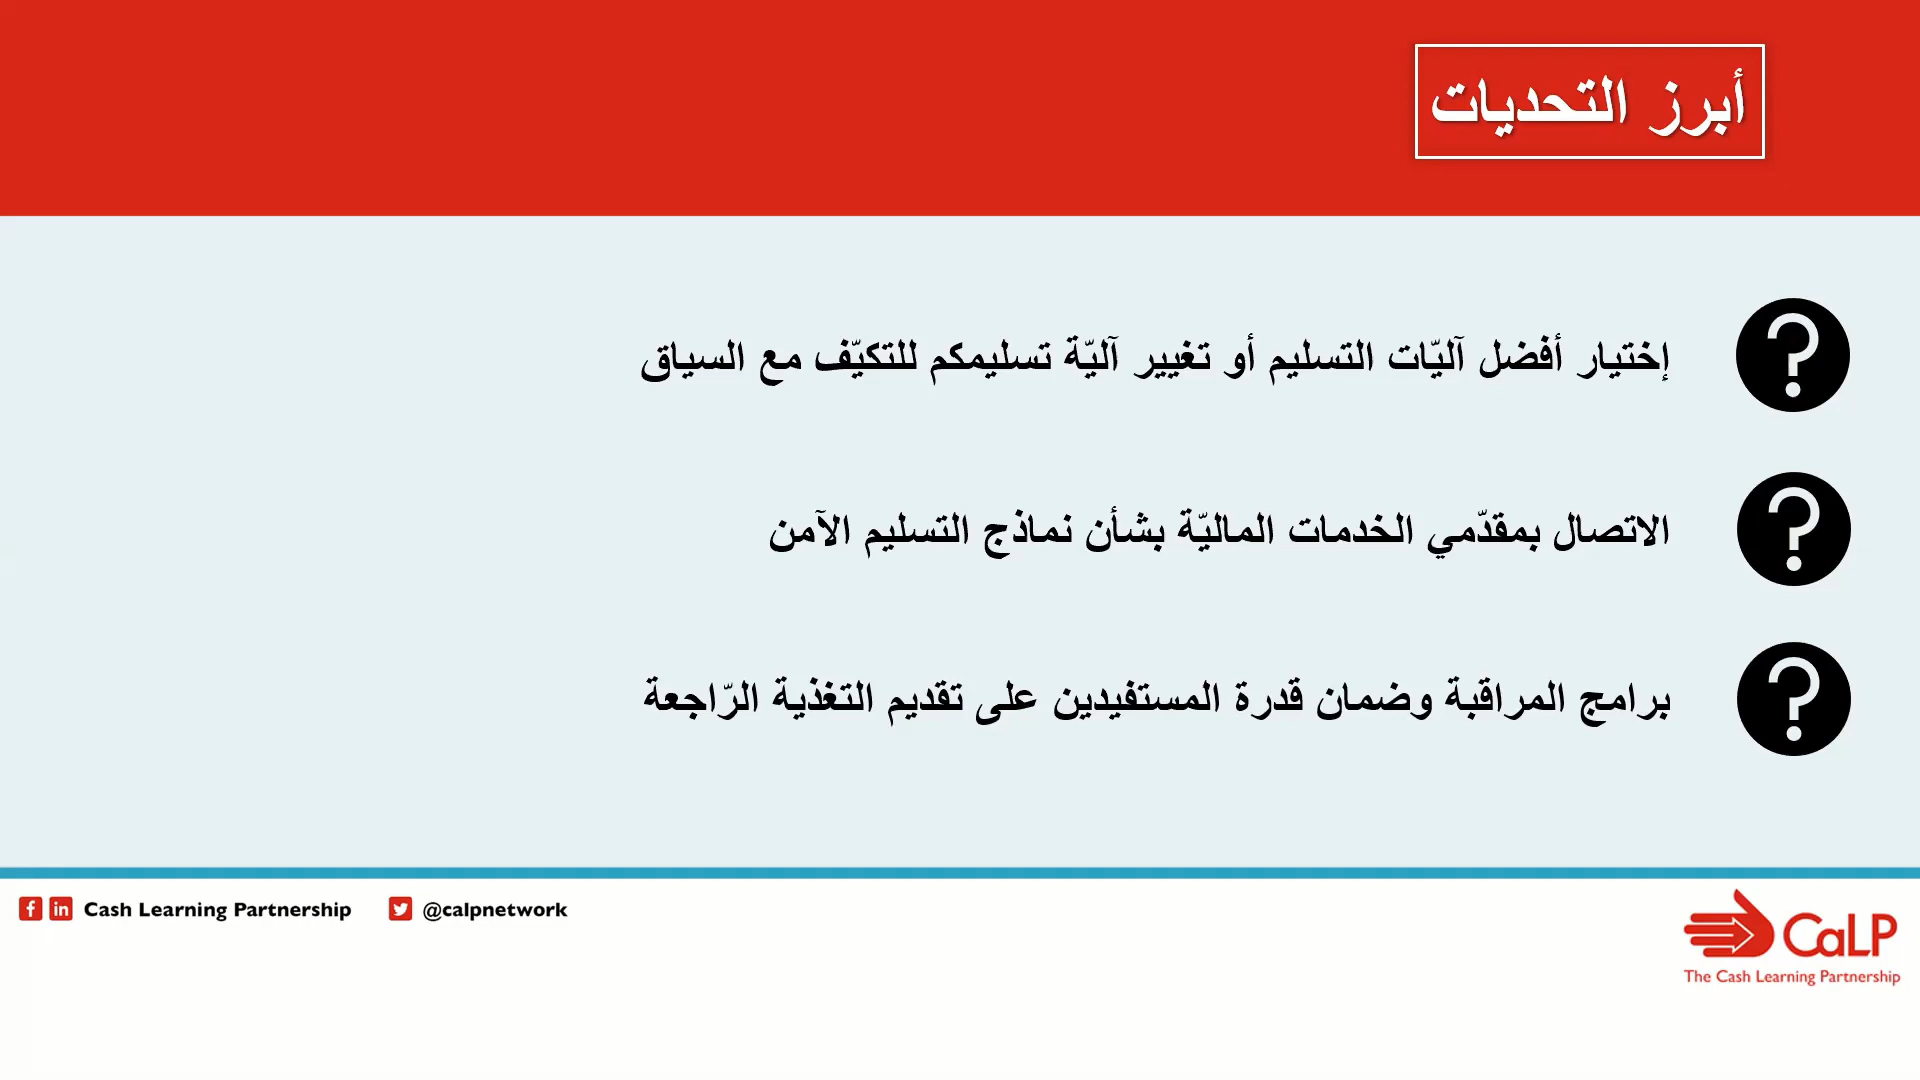 أبرز التحديات
إختيار أفضل آليّات التسليم أو تغيير آليّة تسليمكم للتكيّف مع السياق
الاتصال بمقدّمي الخدمات الماليّة بشأن نماذج التسليم الآمن
برامج المراقبة وضمان قدرة المستفيدين على تقديم التغذية الرّاجعة
Cash Learning Partnership @calpnetwork
CaLP
The Cash Learning Partnership